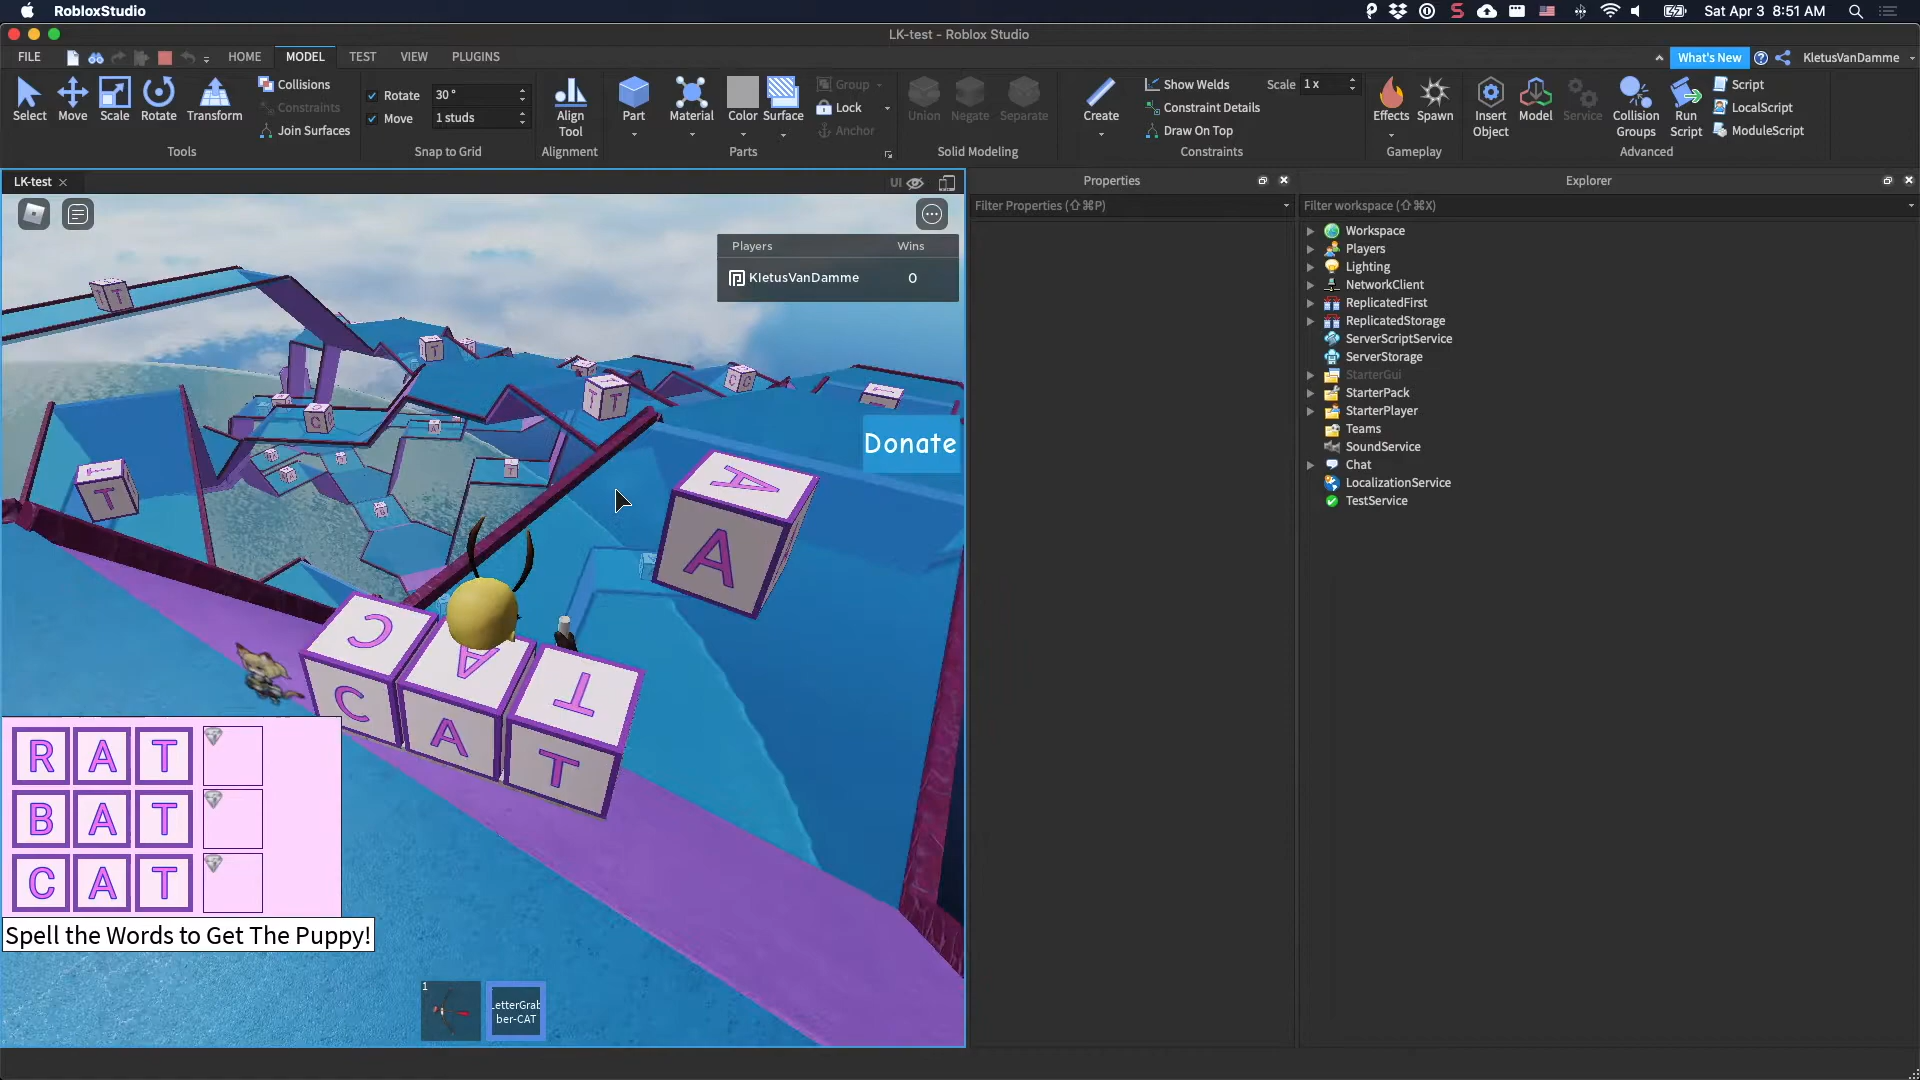 RobloxStudio
Sat Apr 3 8:51 AM
LK-test - Roblox Studio
FILE HOME MODEL TEST VIEW PLUGINS
What's New
KletusVanDamme
Select
Move
Scale
Rotate
Transform
Collisions
Constraints
Join Surfaces
Tools
Rotate 30°
Move 1 studs
Snap to Grid
Align Tool
Alignment
Part
Material
Color
Surface
Group
Lock
Anchor
Parts
Union
Negate
Separate
Solid Modeling
Create
Show Welds
Constraint Details
Draw On Top
Scale 1 x
Constraints
Effects
Spawn
Gameplay
Insert Object
Model
Service
Collision Groups
Run Script
Script
LocalScript
ModuleScript
Advanced
LK-test
UI
Players Wins
KletusVanDamme 0
Donate
T
T
T
C
T T
C C
A
A
C
A
T
C
A
T
R A T
B A T
C A T
Spell the Words to Get The Puppy!
1
LetterGrab
ber-CAT
Properties
Filter Properties (⇧⌘P)
Explorer
Filter workspace (⇧⌘X)
Workspace
Players
Lighting
NetworkClient
ReplicatedFirst
ReplicatedStorage
ServerScriptService
ServerStorage
StarterGui
StarterPack
StarterPlayer
Teams
SoundService
Chat
LocalizationService
TestService